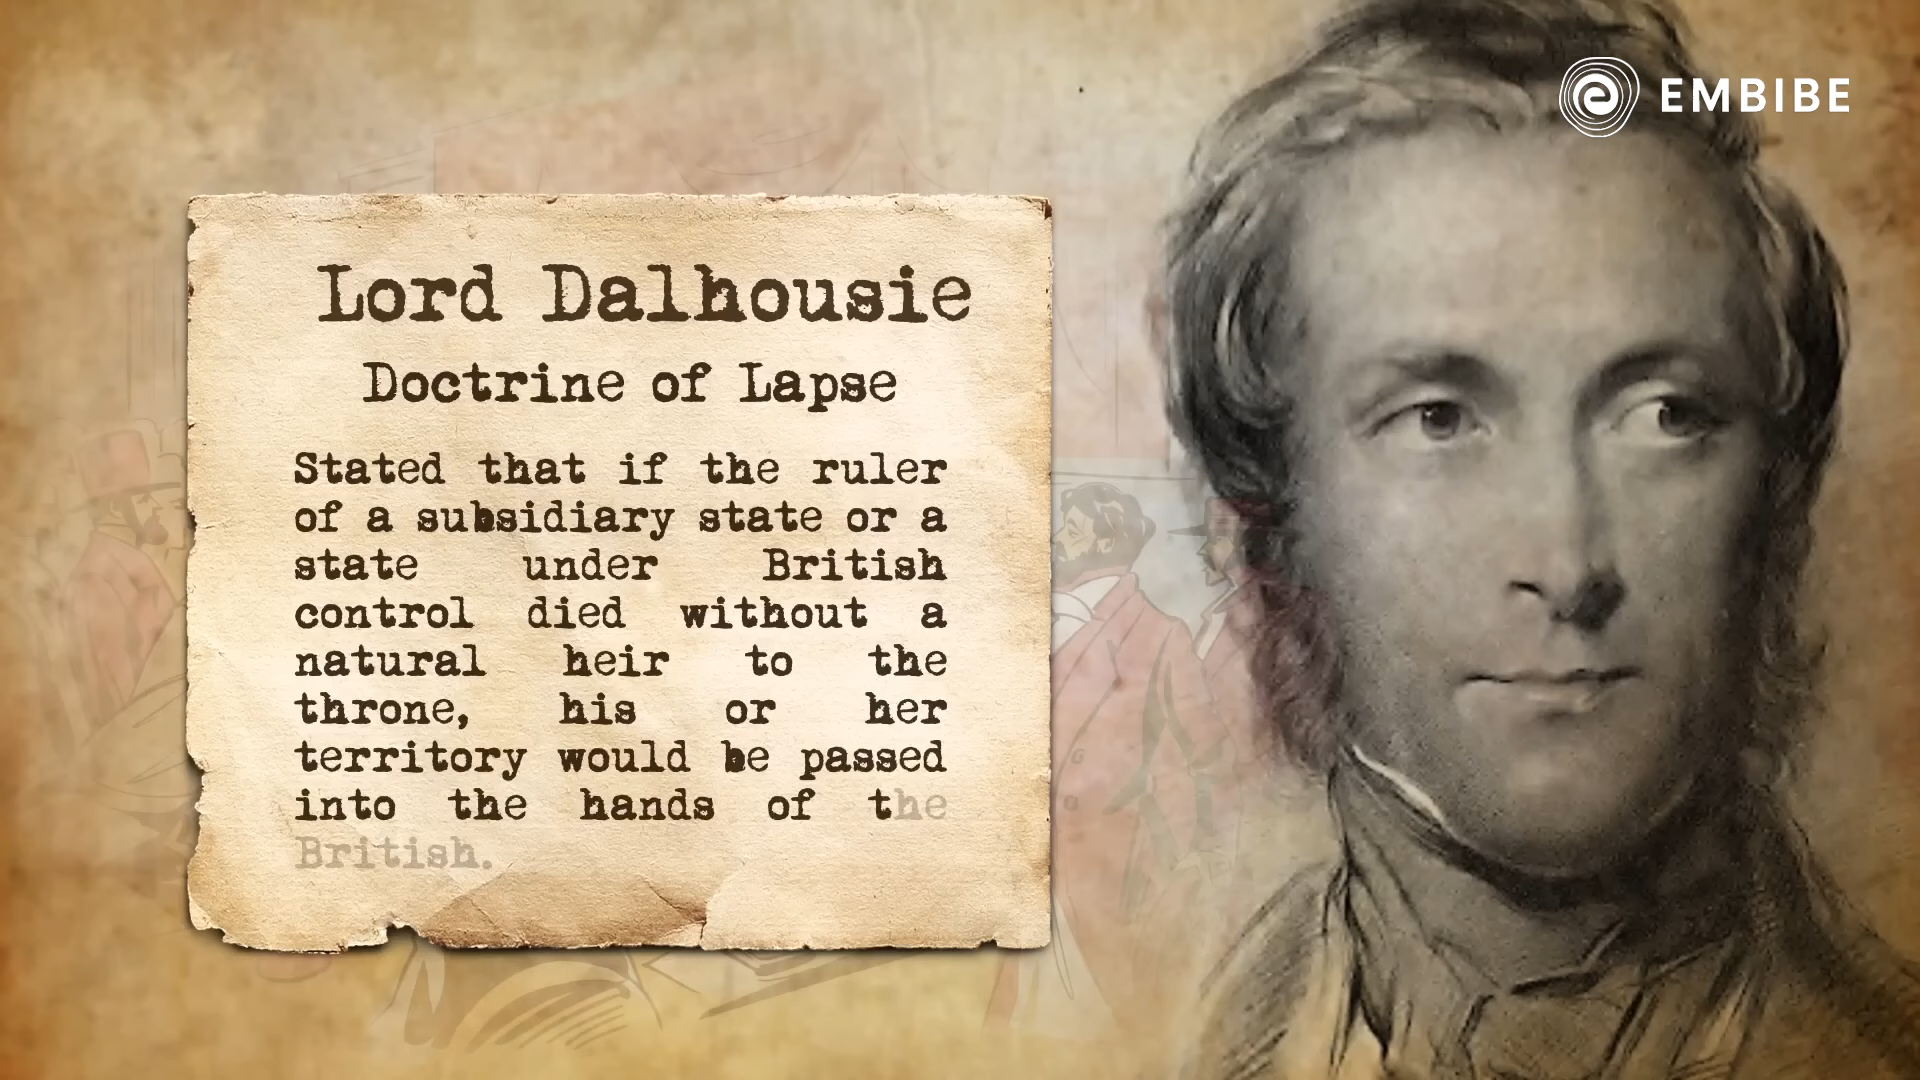 EMBIBE
Lord Dalhousie
Doctrine of Lapse
Stated that if the ruler
of a subsidiary state or a
state under British
control died without a
natural heir to the
throne, his or her
territory would be passed
into the hands of the
British.